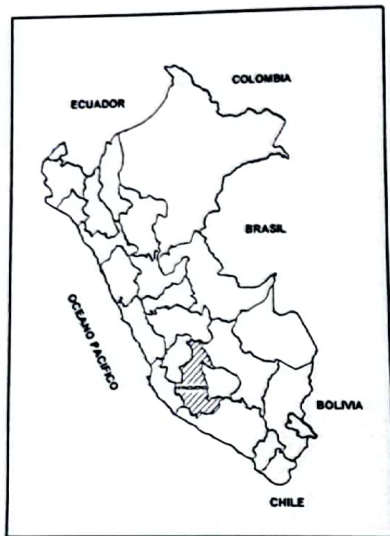 COLOMBIA
ECUADOR
BRASIL
OCEANO PACIFICO
BOLIVIA
CHILE